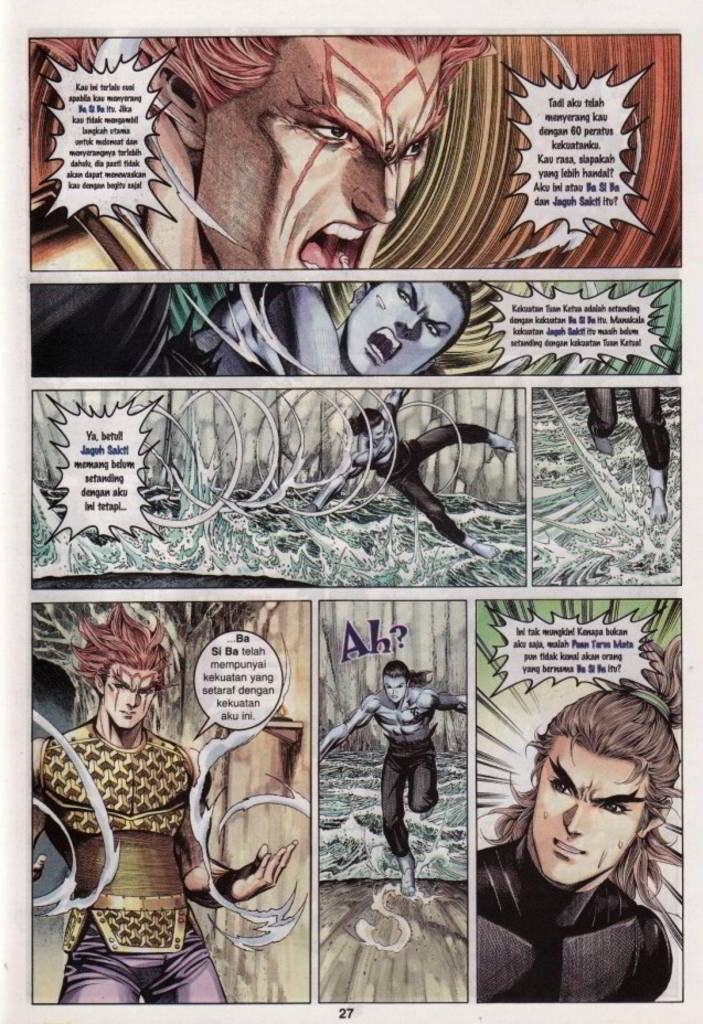 Kau ini terlalu cuai
apabila kau menyerang
Ba Si Ba itu. Jika
kau tidak mengambil
langkah utama
untuk mdeneat dan
menyerangnya terlebih
dahulu, dia pasti tidak
akan dapat menewaskan
kau dengan begitu saja!
Tadi aku telah
menyerang kau
dengan 60 peratus
kekuatanku.
Kau rasa, siapakah
yang lebih handal?
Aku ini atau Ba Si Ba
dan Jaguh Sakti itu?
Kekuatan Tuan Ketua adalah setanding
dengan kekuatan Ba Si Ba itu. Manakala
kekuatan Jaguh Sakti itu masih belum
setanding dengan kekuatan Tuan Ketua!
Ya, betul!
Jaguh Sakti
memang belum
setanding
dengan aku
ini tetapi...
...Ba
Si Ba telah
mempunyai
kekuatan yang
setaraf dengan
kekuatan
aku ini.
Ah?
Ini tak mungkin! Kenapa bukan
aku saja, malah Puan Terus Mata
pun tidak kenal akan orang
yang bernama Ba Si Ba itu?
27